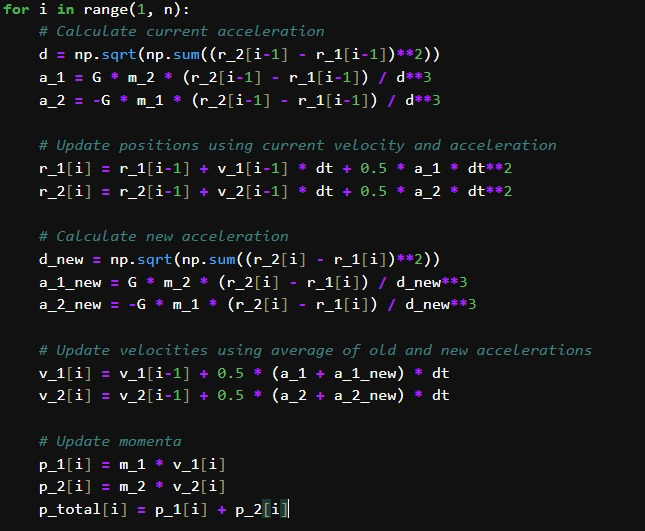 for i in range(1, n):
    # Calculate current acceleration
    d = np.sqrt(np.sum((r_2[i-1] - r_1[i-1])**2))
    a_1 = G * m_2 * (r_2[i-1] - r_1[i-1]) / d**3
    a_2 = -G * m_1 * (r_2[i-1] - r_1[i-1]) / d**3

    # Update positions using current velocity and acceleration
    r_1[i] = r_1[i-1] + v_1[i-1] * dt + 0.5 * a_1 * dt**2
    r_2[i] = r_2[i-1] + v_2[i-1] * dt + 0.5 * a_2 * dt**2

    # Calculate new acceleration
    d_new = np.sqrt(np.sum((r_2[i] - r_1[i])**2))
    a_1_new = G * m_2 * (r_2[i] - r_1[i]) / d_new**3
    a_2_new = -G * m_1 * (r_2[i] - r_1[i]) / d_new**3

    # Update velocities using average of old and new accelerations
    v_1[i] = v_1[i-1] + 0.5 * (a_1 + a_1_new) * dt
    v_2[i] = v_2[i-1] + 0.5 * (a_2 + a_2_new) * dt

    # Update momenta
    p_1[i] = m_1 * v_1[i]
    p_2[i] = m_2 * v_2[i]
    p_total[i] = p_1[i] + p_2[i]